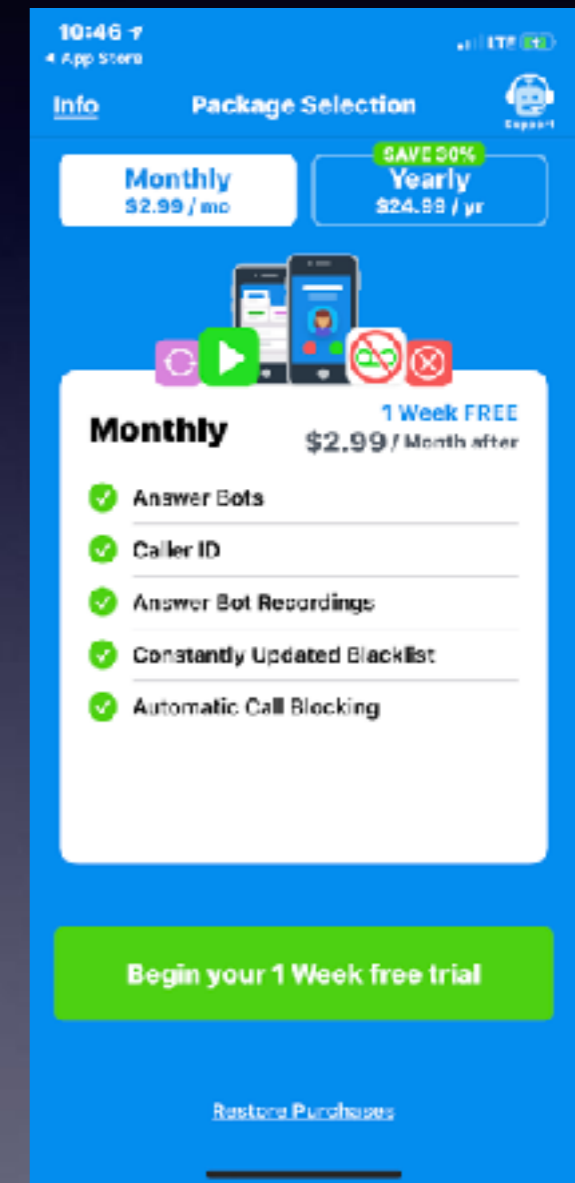 10:46
App Store
LTE
Info
Package Selection
Support
Monthly
$2.99 / mo
SAVE 30%
Yearly
$24.99 / yr
Monthly
1 Week FREE
$2.99 / Month after
Answer Bots
Caller ID
Answer Bot Recordings
Constantly Updated Blacklist
Automatic Call Blocking
Begin your 1 Week free trial
Restore Purchases